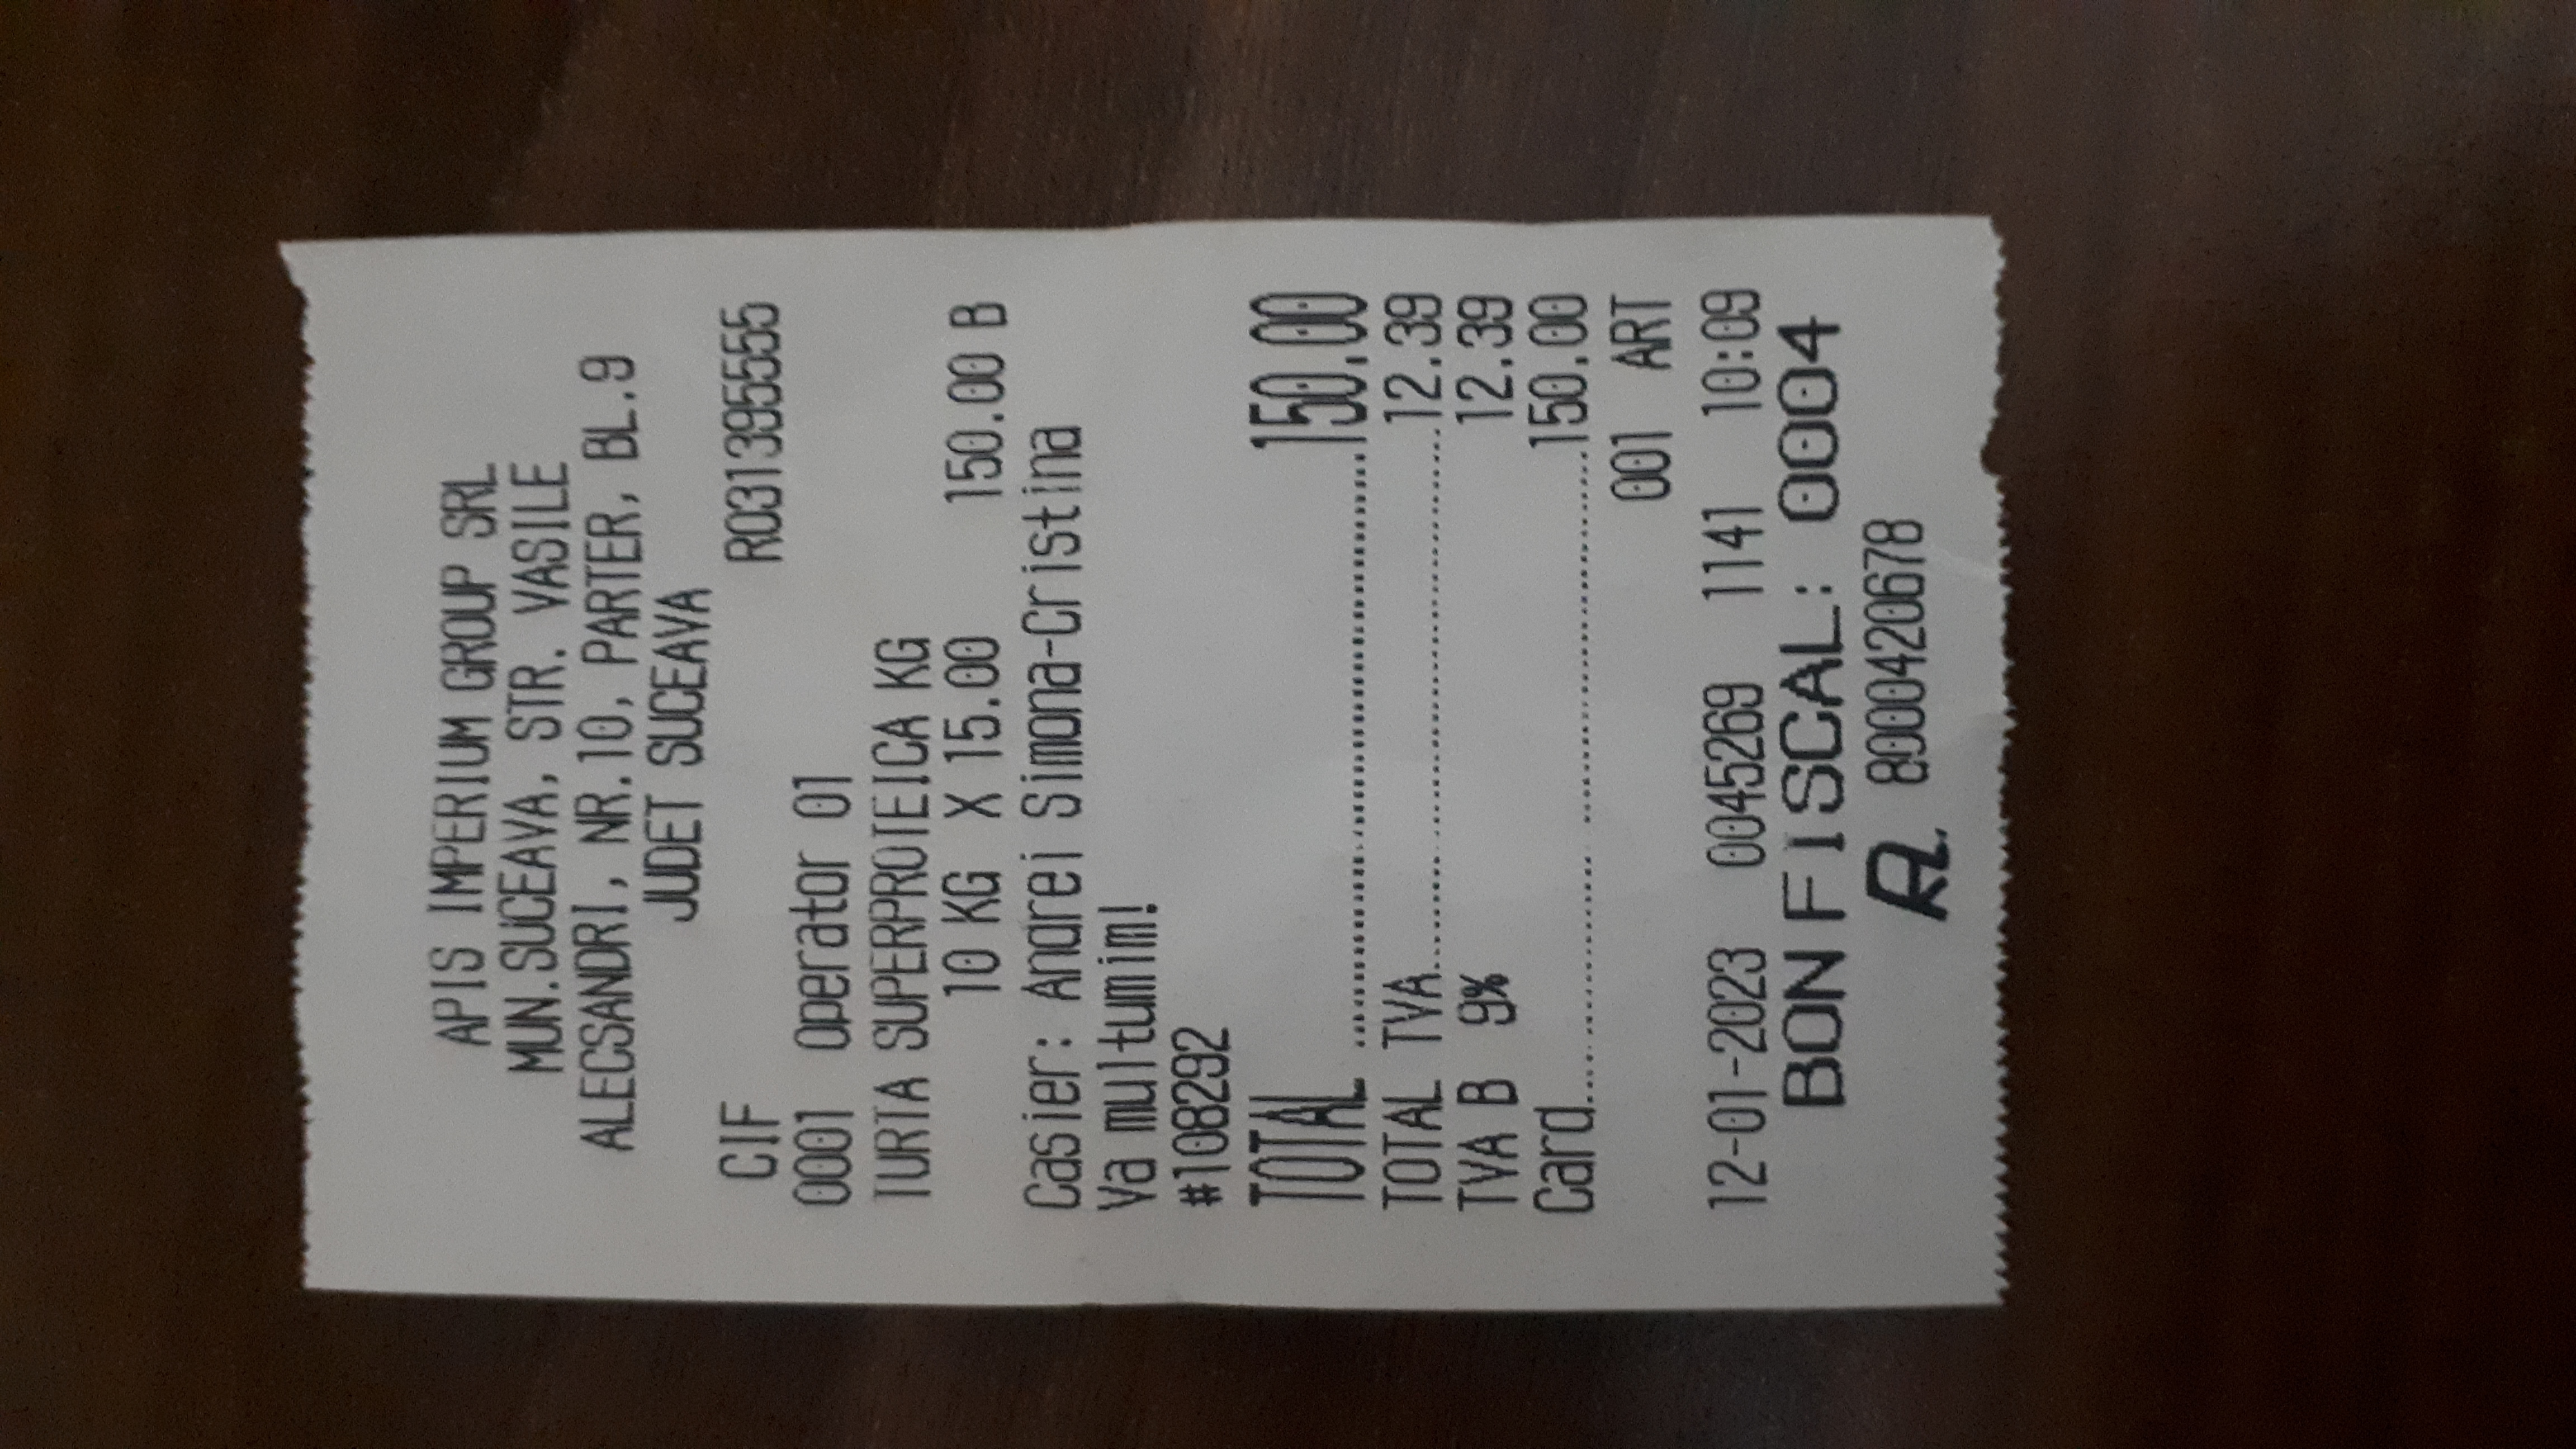 APIS IMPERIUM GROUP SRL
MUN.SUCEAVA, STR. VASILE
ALECSANDRI, NR.10, PARTER, BL.9
JUDET SUCEAVA
CIF RO31395555
0001 Operator 01
TURTA SUPERPROTEICA KG
10 KG X 15.00 150.00 B
Casier: Andrei Simona-Cristina
Va multumim!
#108292
TOTAL ..............................150.00
TOTAL TVA..............................12.39
TVA B 9% 12.39
Card..............................150.00
001 ART
12-01-2023 0045269 1141 10:09
BON FISCAL: 0004
8000420678